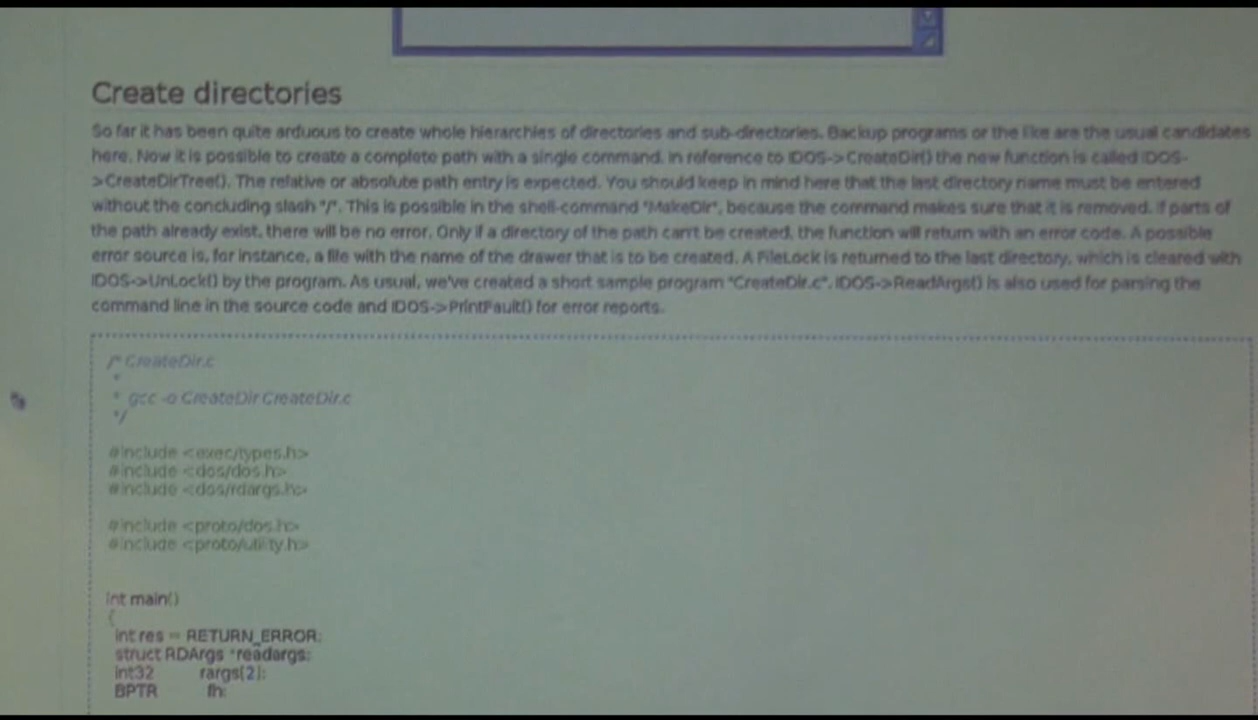 Create directories
So far it has been quite arduous to create whole hierarchies of directories and sub-directories. Backup programs or the like are the usual candidates
here. Now it is possible to create a complete path with a single command. In reference to IDOS->CreateDir() the new function is called IDOS-
>CreateDirTree(). The relative or absolute path entry is expected. You should keep in mind here that the last directory name must be entered
without the concluding slash "/". This is possible in the shell-command "MakeDir", because the command makes sure that it is removed. If parts of
the path already exist, there will be no error. Only if a directory of the path can't be created, the function will return with an error code. A possible
error source is, for instance, a file with the name of the drawer that is to be created. A FileLock is returned to the last directory, which is cleared with
IDOS->UnLock() by the program. As usual, we've created a short sample program "CreateDir.c". IDOS->ReadArgs() is also used for parsing the
command line in the source code and IDOS->PrintFault() for error reports.
/* CreateDir.c
*
* gcc -o CreateDir CreateDir.c
*/
#include <exec/types.h>
#include <dos/dos.h>
#include <dos/rdargs.h>
#include <proto/dos.h>
#include <proto/utility.h>
int main()
{
int res = RETURN_ERROR;
struct RDArgs *readargs;
int32 rargs[2];
BPTR fh;